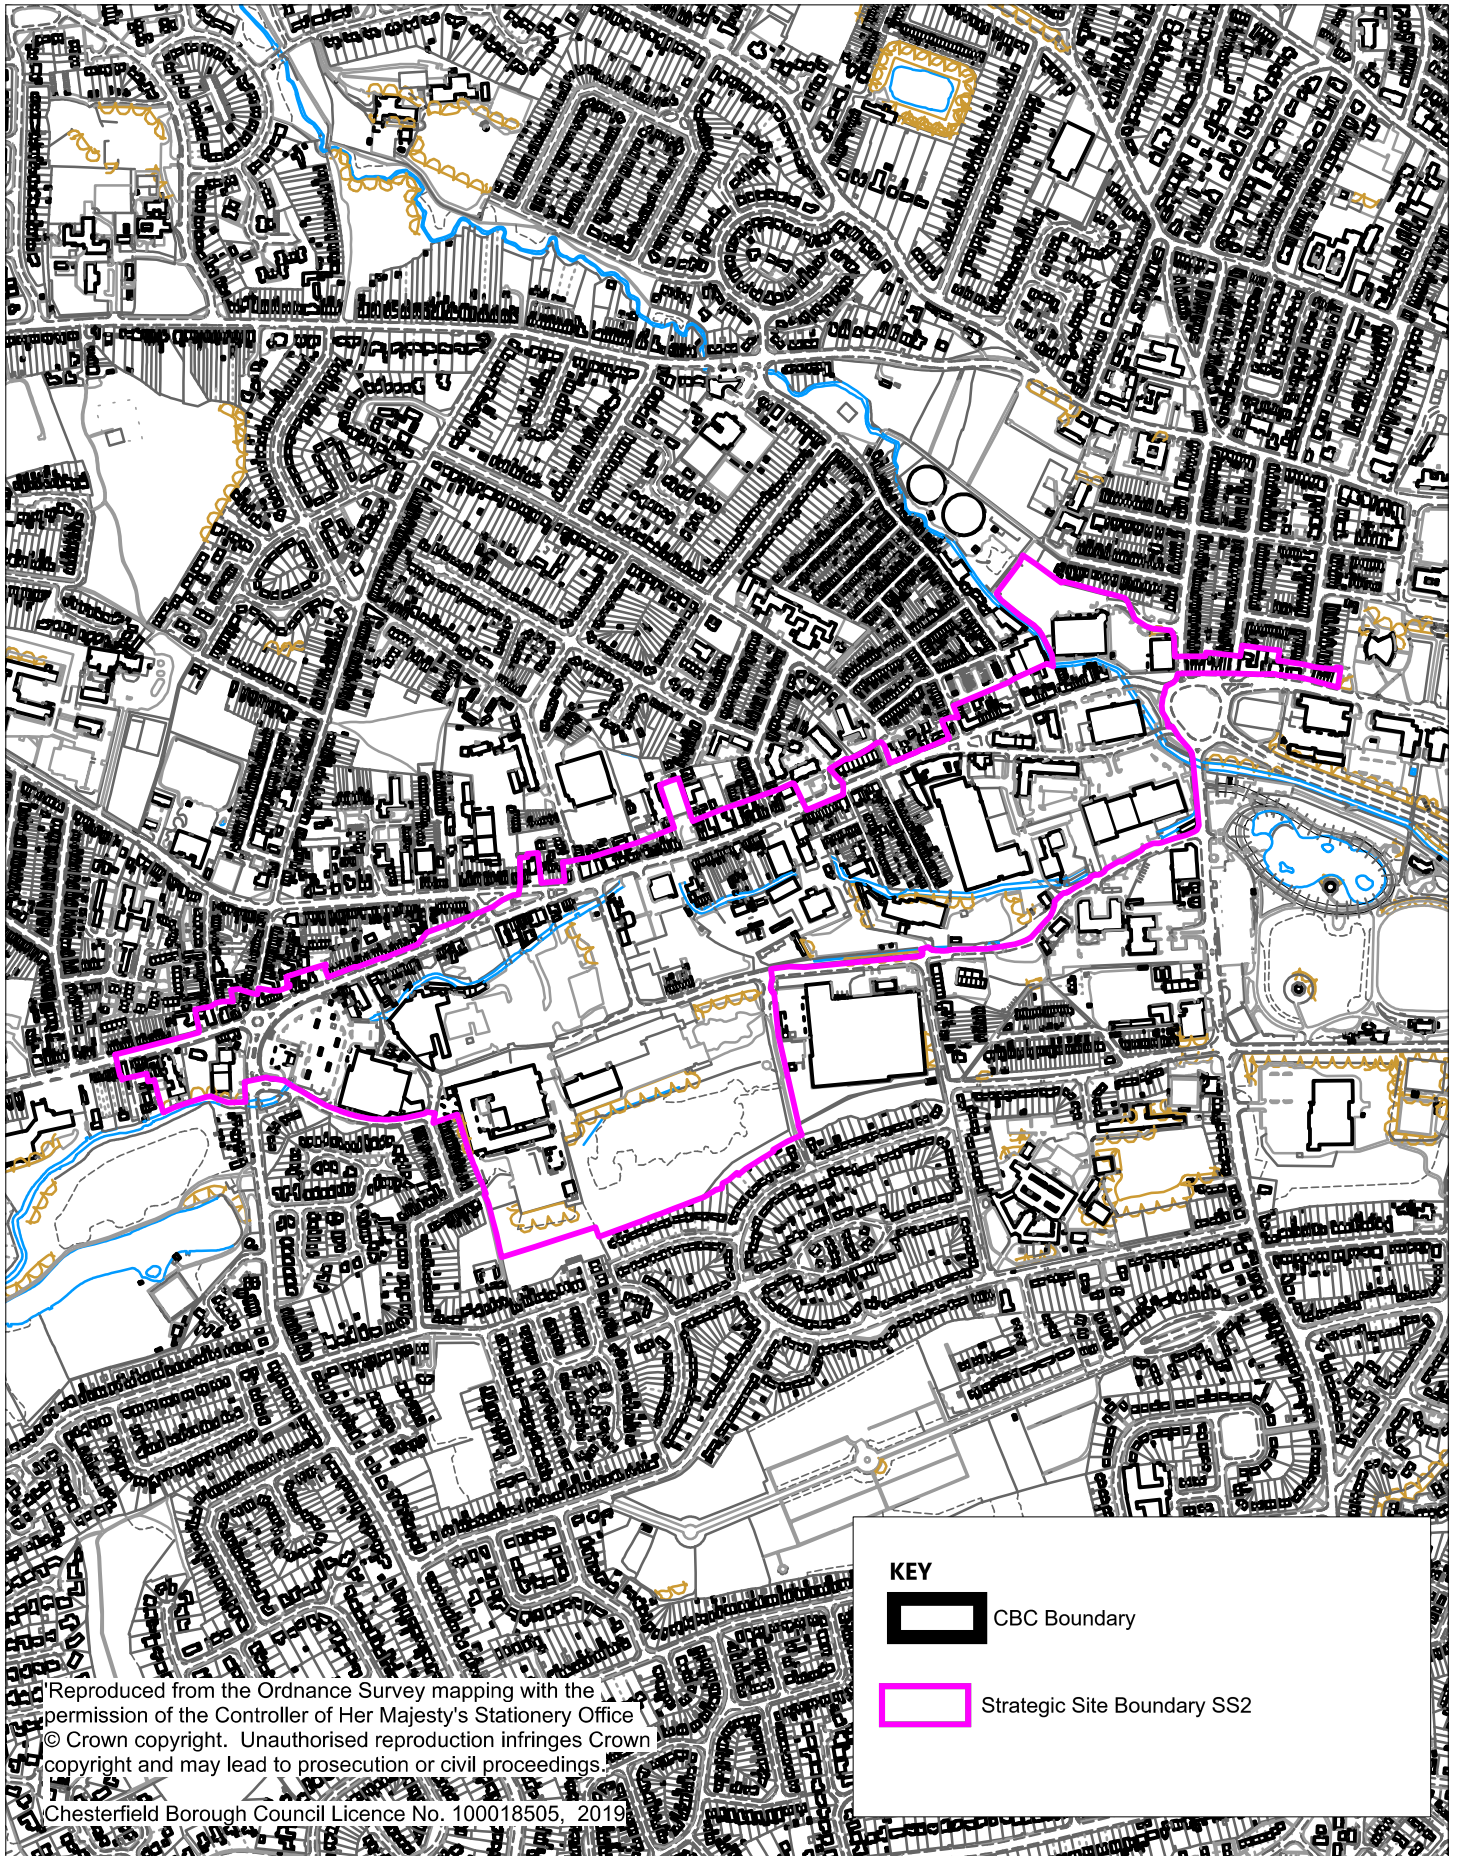 KEY
CBC Boundary
Strategic Site Boundary SS2
'Reproduced from the Ordnance Survey mapping with the
permission of the Controller of Her Majesty's Stationery Office
© Crown copyright.  Unauthorised reproduction infringes Crown
copyright and may lead to prosecution or civil proceedings.
Chesterfield Borough Council Licence No. 100018505,  2019